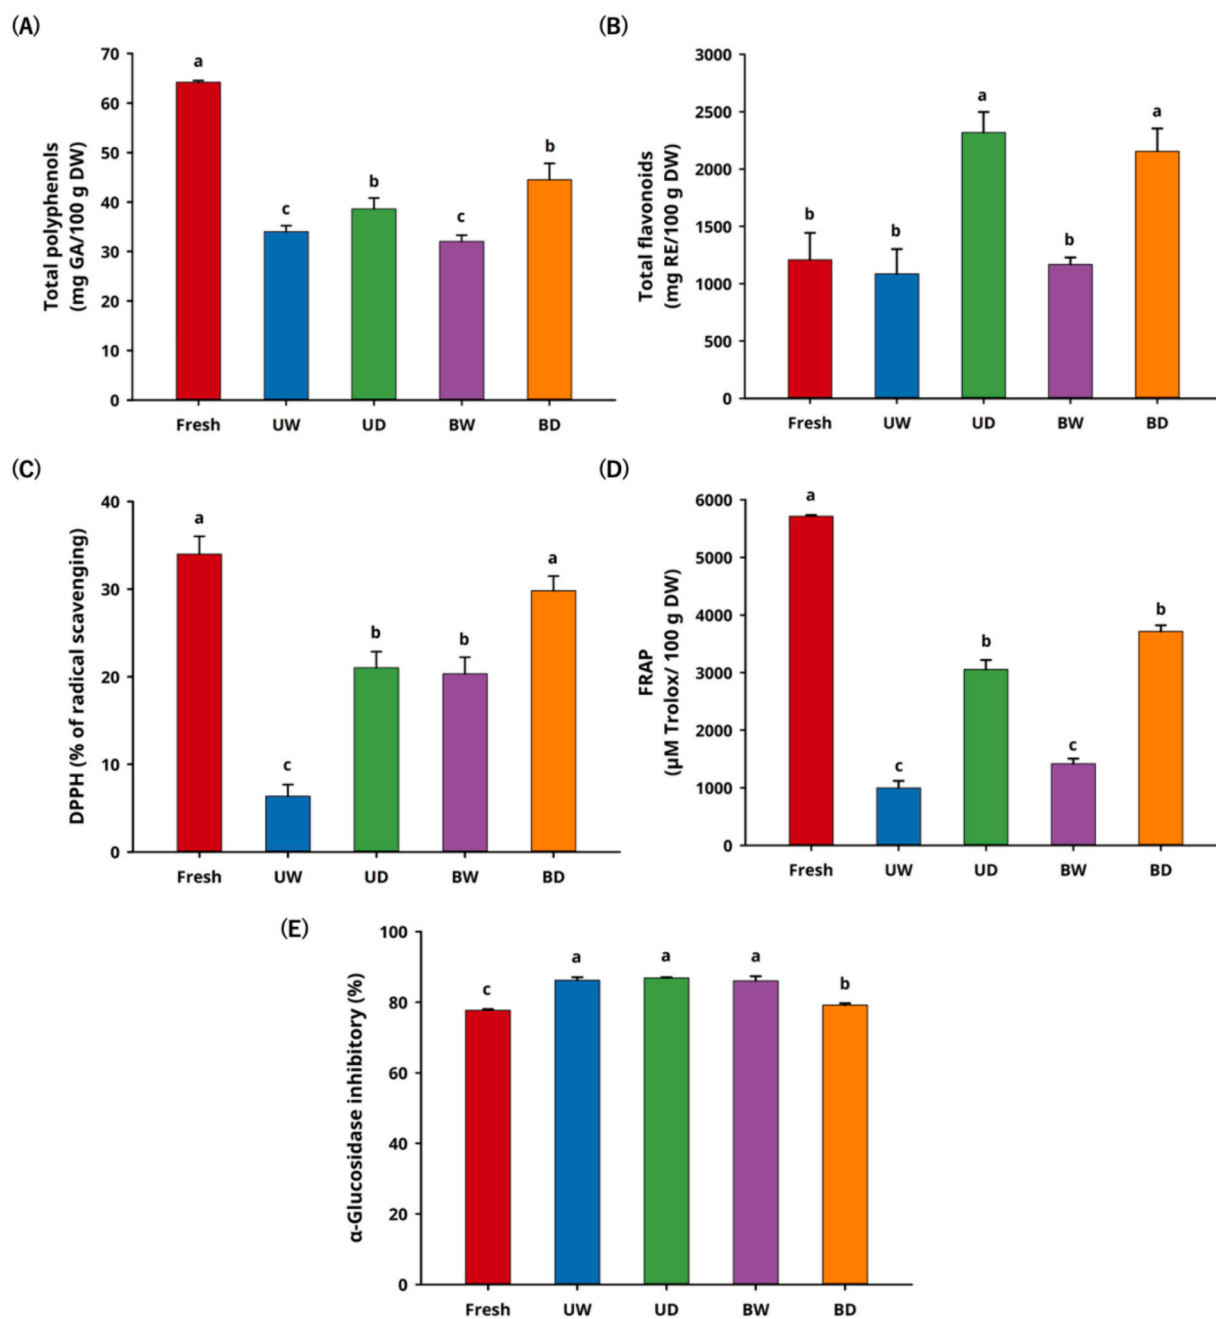 (A)
Total polyphenols
(mg GA/100 g DW)
70
60
50
40
30
20
10
0
a
c
b
c
b
Fresh UW UD BW BD
(B)
Total flavonoids
(mg RE/100 g DW)
3000
2500
2000
1500
1000
500
0
b
b
a
b
a
Fresh UW UD BW BD
(C)
DPPH (% of radical scavenging)
40
30
20
10
0
a
c
b
b
a
Fresh UW UD BW BD
(D)
FRAP
(µM Trolox/ 100 g DW)
6000
5000
4000
3000
2000
1000
0
a
c
b
c
b
Fresh UW UD BW BD
(E)
α-Glucosidase inhibitory (%)
100
80
60
40
20
0
c
a
a
a
b
Fresh UW UD BW BD